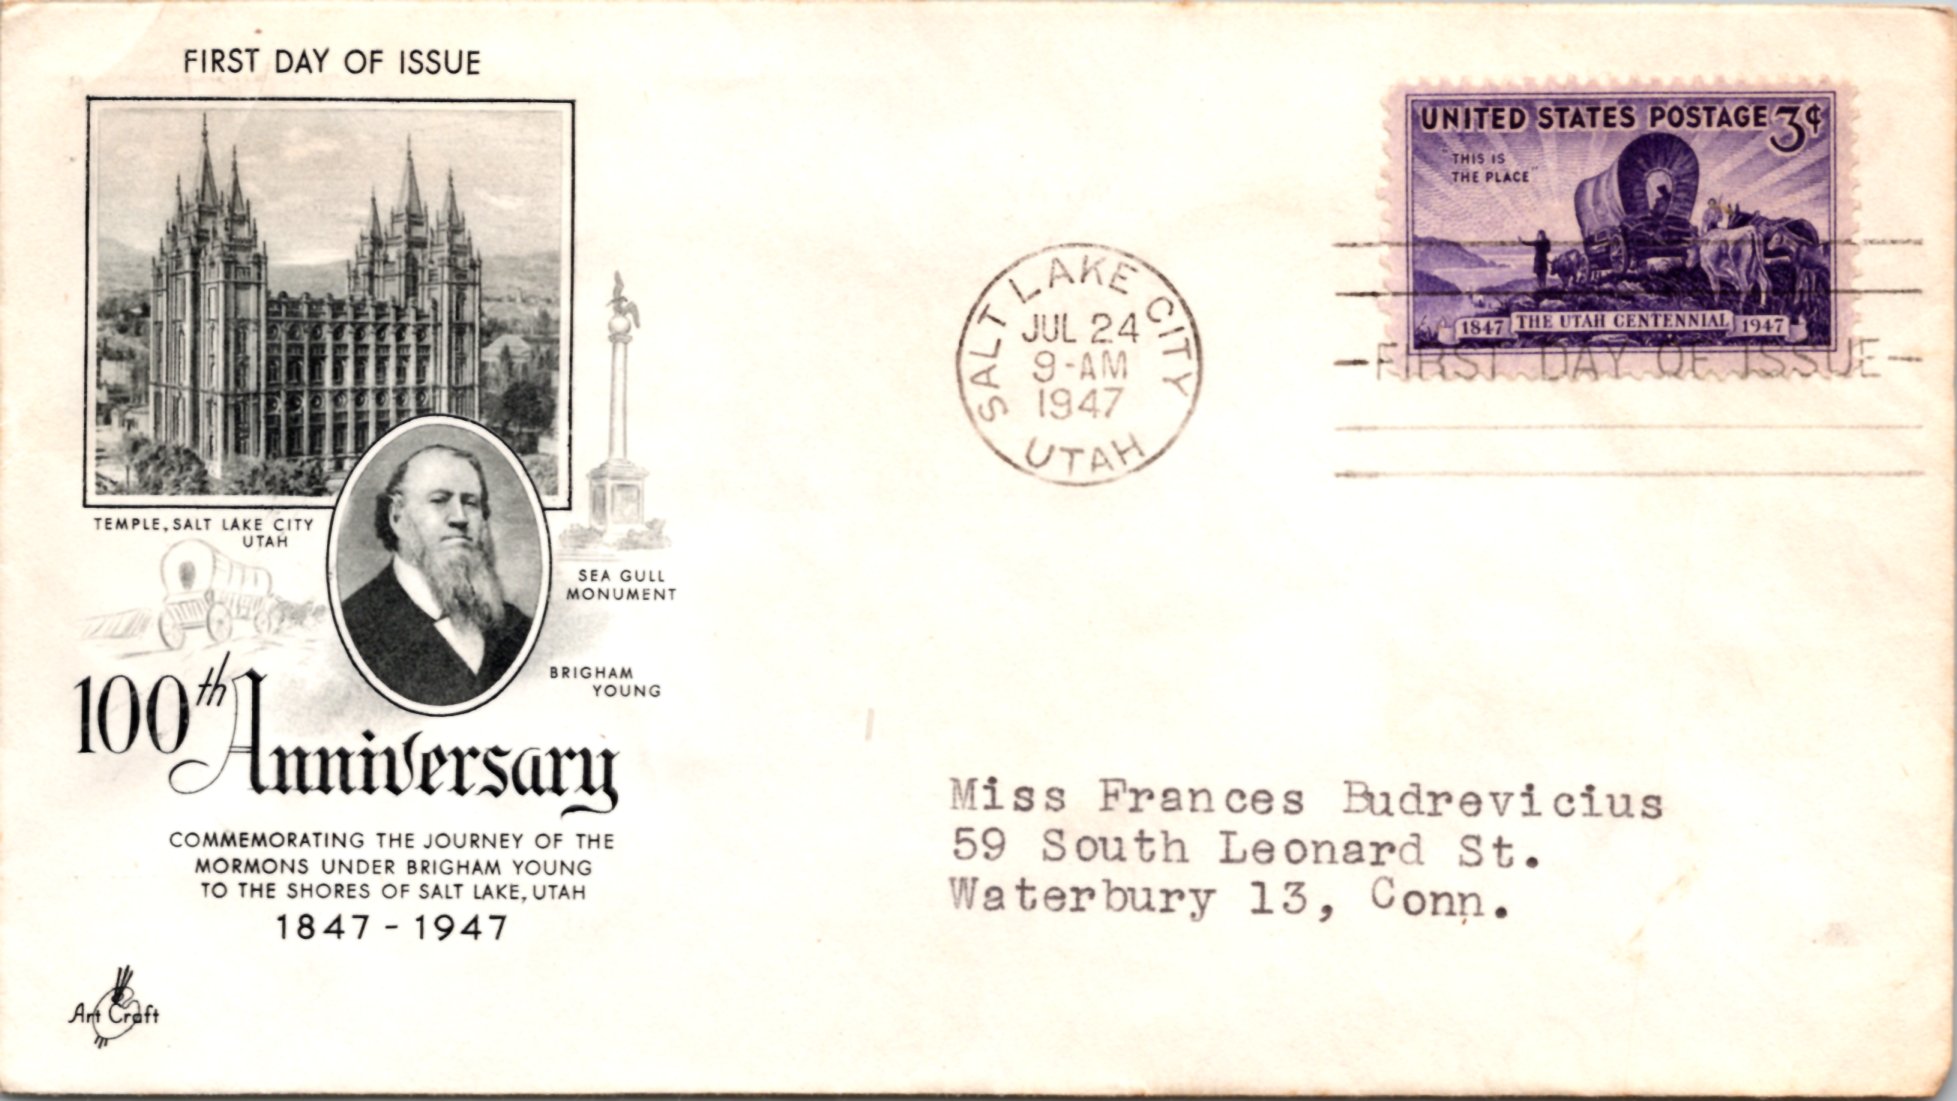 FIRST DAY OF ISSUE
TEMPLE, SALT LAKE CITY
UTAH
SEA GULL
MONUMENT
BRIGHAM
YOUNG
100th Anniversary
COMMEMORATING THE JOURNEY OF THE
MORMONS UNDER BRIGHAM YOUNG
TO THE SHORES OF SALT LAKE, UTAH
1847 - 1947
Art Craft
SALT LAKE CITY
JUL 24
9-AM
1947
UTAH
UNITED STATES POSTAGE 3¢
"THIS IS
THE PLACE"
1847 THE UTAH CENTENNIAL 1947
FIRST DAY OF ISSUE
Miss Frances Budrevicius
59 South Leonard St.
Waterbury 13, Conn.